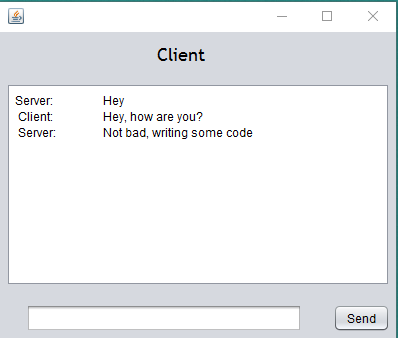 Client
Server: Hey
Client: Hey, how are you?
Server: Not bad, writing some code
Send